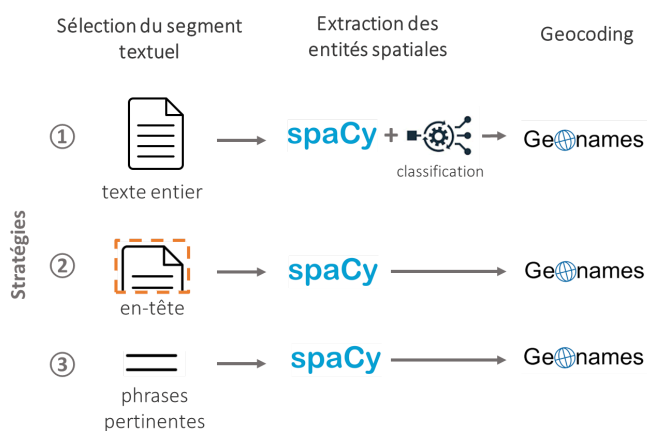 Sélection du segment
textuel
Extraction des
entités spatiales
Geocoding
Stratégies
1
texte entier
spaCy +
classification
Geonames
2
en-tête
spaCy
Geonames
3
phrases
pertinentes
spaCy
Geonames